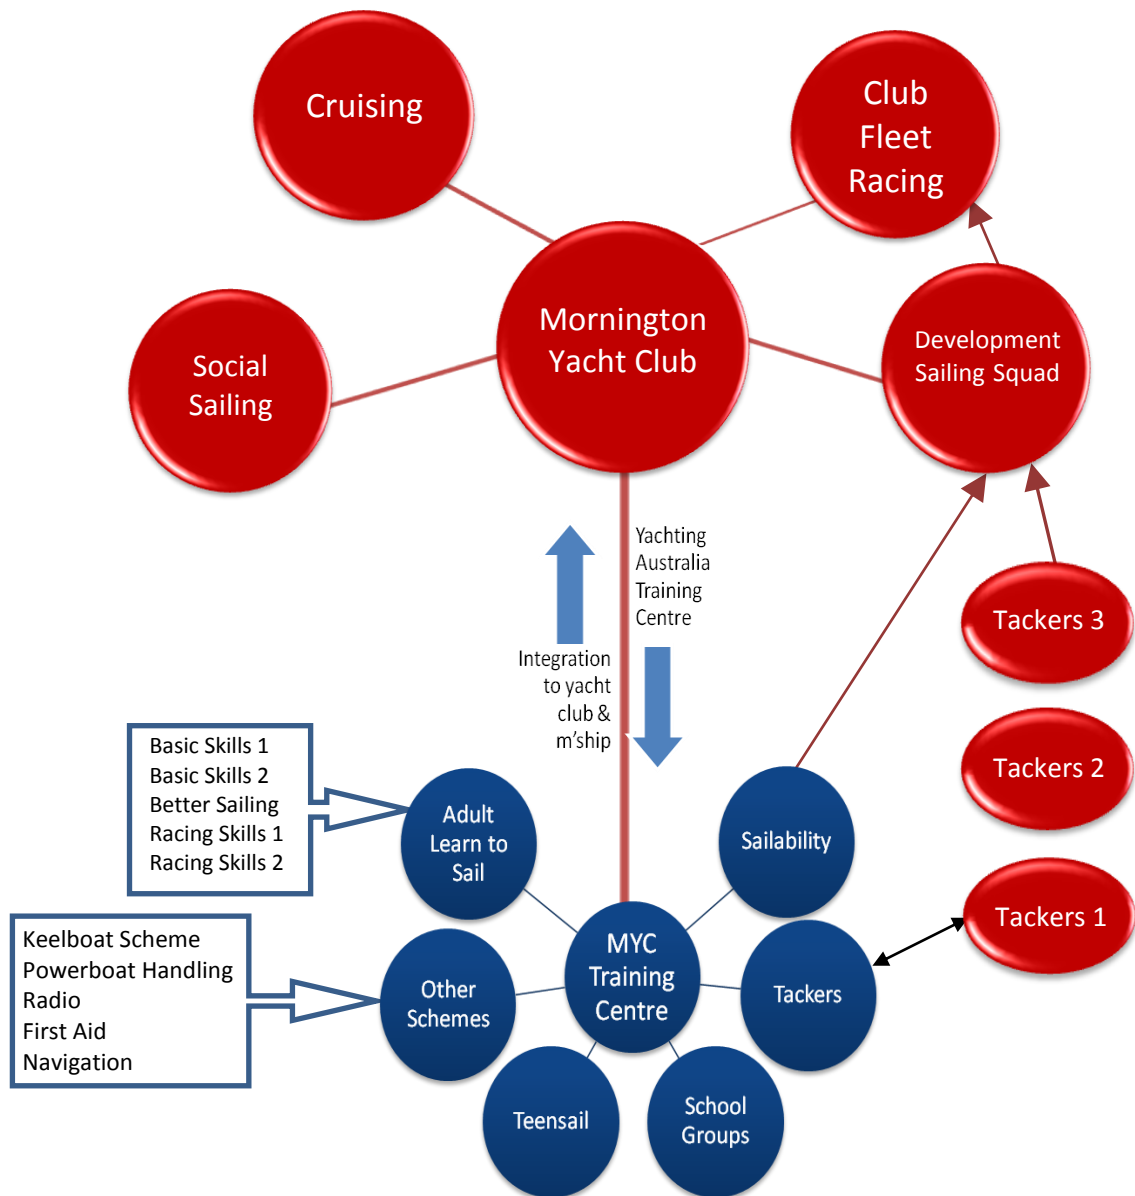 Cruising
Club
Fleet
Racing
Mornington
Yacht Club
Development
Sailing Squad
Social
Sailing
Yachting
Australia
Training
Centre
Integration
to yacht
club &
m'ship
Tackers 3
Tackers 2
Tackers 1
Basic Skills 1
Basic Skills 2
Better Sailing
Racing Skills 1
Racing Skills 2
Adult
Learn to
Sail
Sailability
Keelboat Scheme
Powerboat Handling
Radio
First Aid
Navigation
Other
Schemes
MYC
Training
Centre
Tackers
Teensail
School
Groups